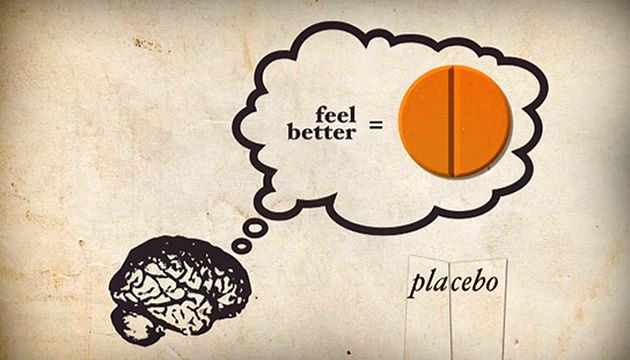 feel
better =
placebo